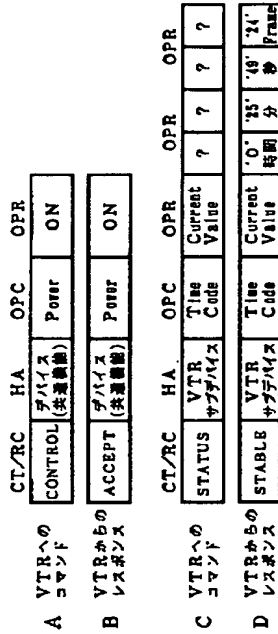 CT/RC HA OPC OPR
A VTRへの コマンド CONTROL デバイス (共通機能) Power ON
B VTRからの レスポンス ACCEPT デバイス (共通機能) Power ON
CT/RC HA. OPC OPR OPR
C VTRへの コマンド STATUS VTR サブデバイス Time Code Current Value ? ? ? ?
D VTRからの レスポンス STABLE VTR サブデバイス Time Code Current Value '0' 時間 '25' 分 '49' 秒 '24' Frame